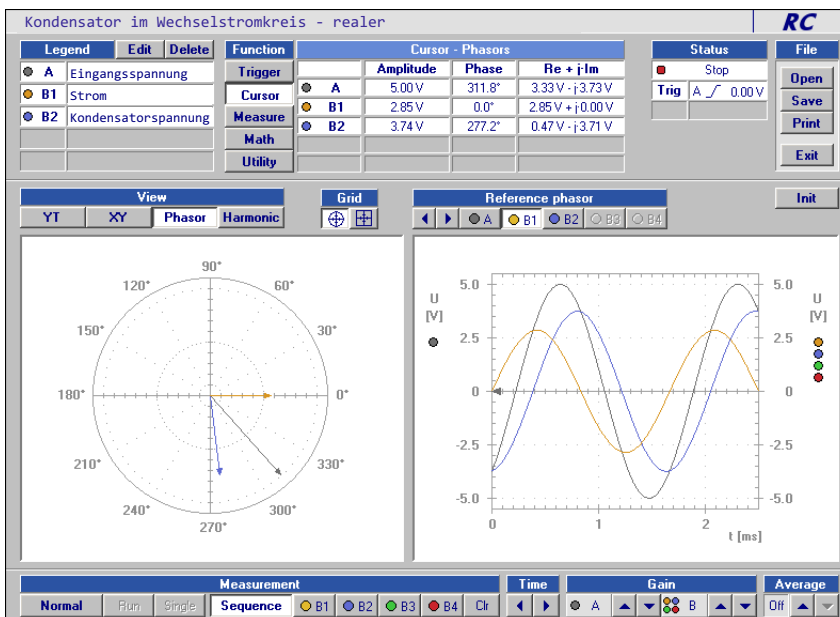 Kondensator im Wechselstromkreis - realer RC
Legend Edit Delete Function Cursor - Phasors Status File
A Eingangsspannung Trigger Amplitude Phase Re + j·Im Stop Open
B1 Strom Cursor A 5.00 V 311.8° 3.33 V - j·3.73 V Trig A 0.00 V Save
B2 Kondensatorspannung Measure B1 2.85 V 0.0° 2.85 V + j·0.00 V Print
Math B2 3.74 V 277.2° 0.47 V - j·3.71 V
Utility Exit
View Grid Reference phasor Init
YT XY Phasor Harmonic A B1 B2 B3 B4
90°
120° 60°
150° 30°
180° 0°
210° 330°
240° 300°
270°
U [V]
5.0
2.5
0
-2.5
-5.0
0 1 2
t [ms]
5.0
2.5
0
-2.5
-5.0
U [V]
Measurement Time Gain Average
Normal Run Single Sequence B1 B2 B3 B4 Clr A B Off